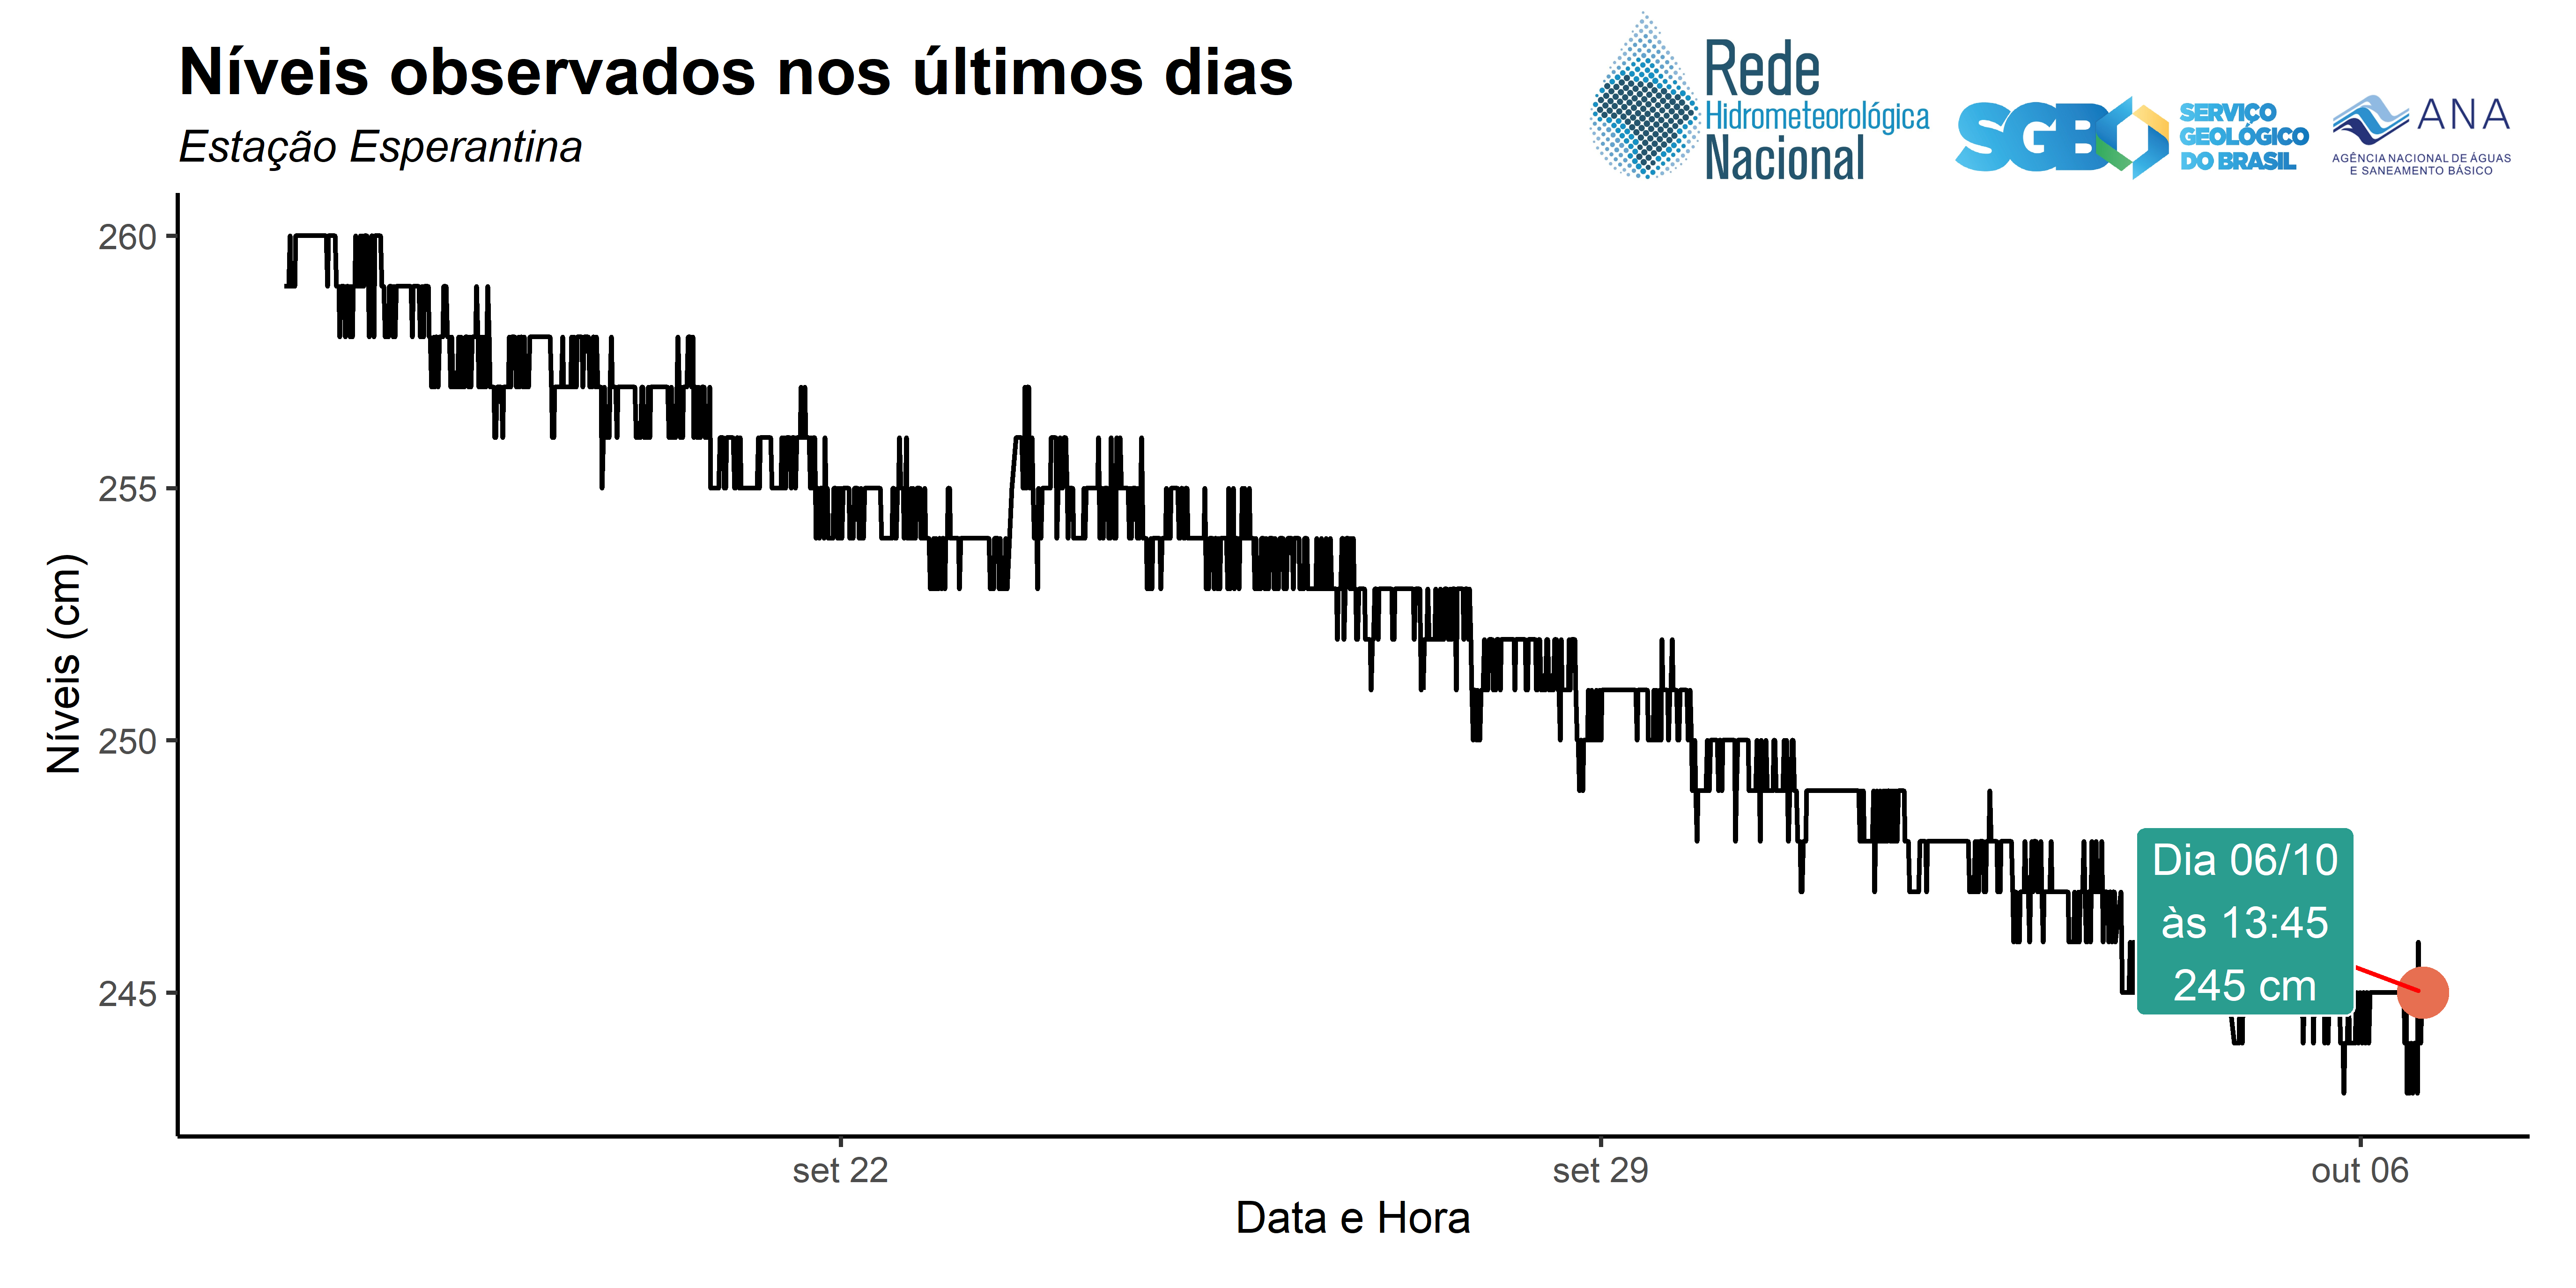 Níveis observados nos últimos dias
Estação Esperantina
Rede
Hidrometeorológica
Nacional
SGB
SERVIÇO
GEOLÓGICO
DO BRASIL
ANA
AGÊNCIA NACIONAL DE ÁGUAS
E SANEAMENTO BÁSICO
Níveis (cm)
260
255
250
245
Dia 06/10
às 13:45
245 cm
set 22
set 29
out 06
Data e Hora